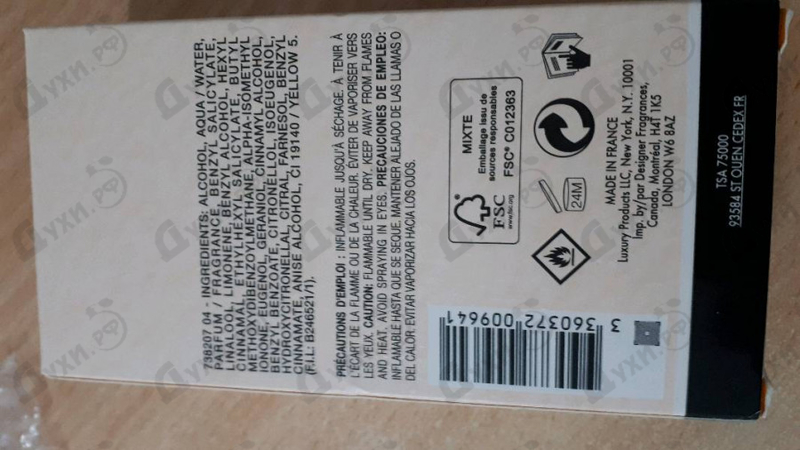 738207 04 - INGREDIENTS: ALCOHOL, AQUA / WATER,
PARFUM / FRAGRANCE, BENZYL SALICYLATE,
LINALOOL, LIMONENE, BENZYL ALCOHOL, HEXYL
CINNAMAL, ETHYLHEXYL SALICYLATE, BUTYL
METHOXYDIBENZOYLMETHANE, ALPHA-ISOMETHYL
IONONE, EUGENOL, GERANIOL, CINNAMYL ALCOHOL,
BENZYL BENZOATE, CITRONELLOL, ISOEUGENOL,
HYDROXYCITRONELLAL, CITRAL, FARNESOL, BENZYL
CINNAMATE, ANISE ALCOHOL, CI 19140 / YELLOW 5.
(F.I.L: B246521/1).
PRÉCAUTIONS D'EMPLOI : INFLAMMABLE JUSQU'À SÉCHAGE. À TENIR À
L'ÉCART DE LA FLAMME OU DE LA CHALEUR. ÉVITER DE VAPORISER VERS
LES YEUX. CAUTION: FLAMMABLE UNTIL DRY. KEEP AWAY FROM FLAMES
AND HEAT. AVOID SPRAYING IN EYES. PRECAUCIONES DE EMPLEO:
INFLAMABLE HASTA QUE SE SEQUE. MANTENER ALEJADO DE LAS LLAMAS O
DEL CALOR. EVITAR VAPORIZAR HACIA LOS OJOS.
FSC
www.fsc.org
MIXTE
Emballage issu de
sources responsables
FSC® C012363
24M
MADE IN FRANCE
Luxury Products LLC, New York, N.Y. 10001
Imp. by/par Designer Fragrances,
Canada, Montréal, H4T 1K5
LONDON W6 8AZ
TSA 75000
93584 ST OUEN CEDEX FR
3 360372 009641
Духи.рф